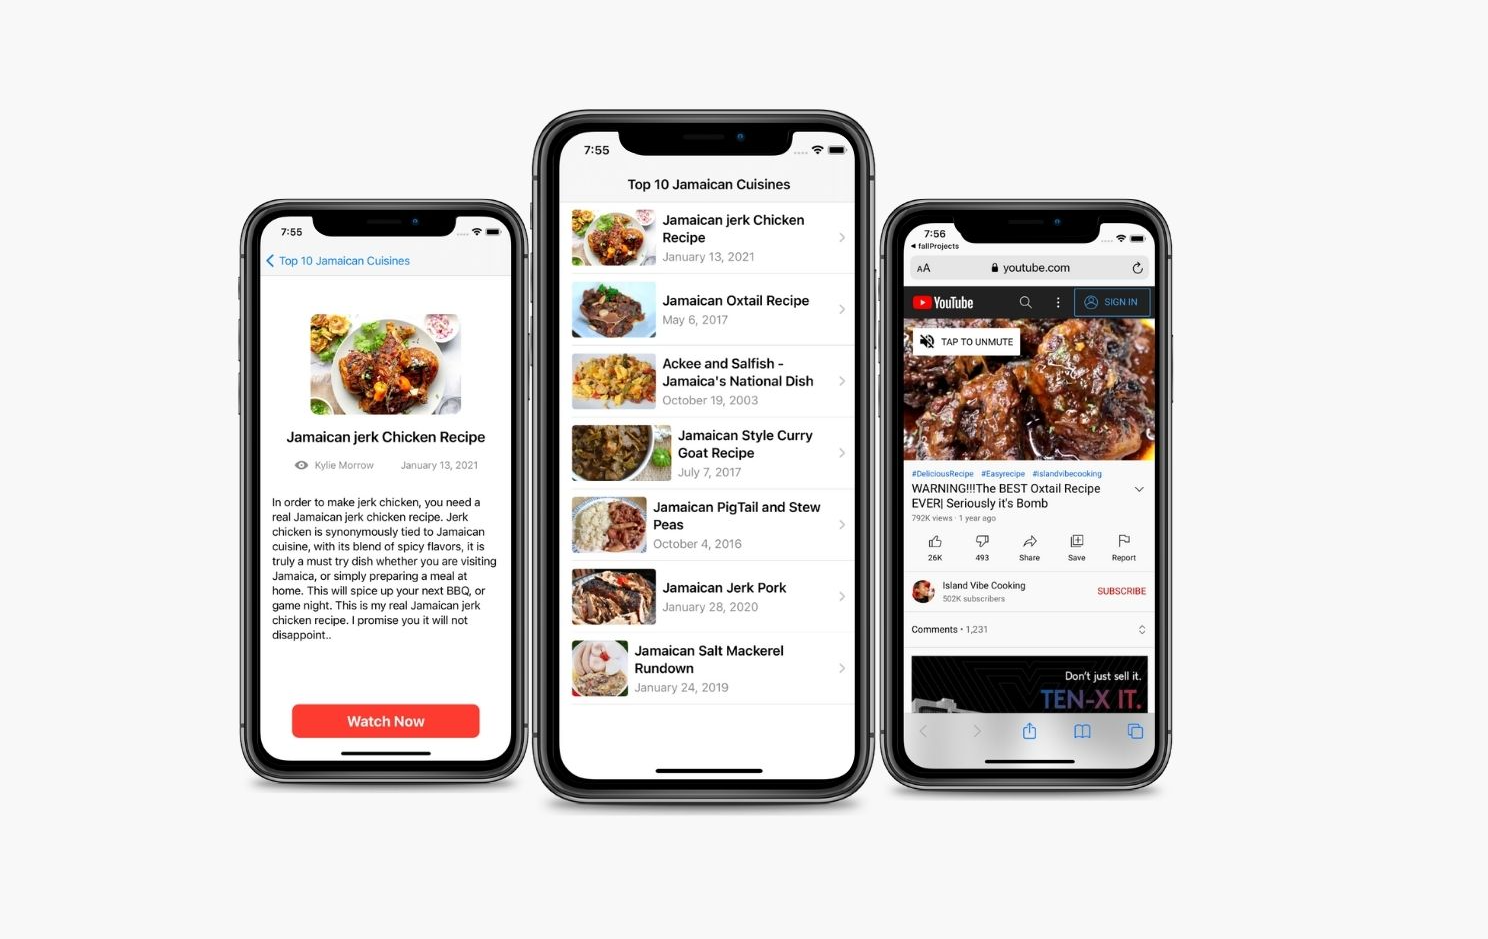 7:55
Top 10 Jamaican Cuisines
Jamaican jerk Chicken Recipe
Kylie Morrow January 13, 2021
In order to make jerk chicken, you need a
real Jamaican jerk chicken recipe. Jerk
chicken is synonymously tied to Jamaican
cuisine, with its blend of spicy flavors, it is
truly a must try dish whether you are visiting
Jamaica, or simply preparing a meal at
home. This will spice up your next BBQ, or
game night. This is my real Jamaican jerk
chicken recipe. I promise you it will not
disappoint..
Watch Now
7:55
Top 10 Jamaican Cuisines
Jamaican jerk Chicken
Recipe
January 13, 2021
Jamaican Oxtail Recipe
May 6, 2017
Ackee and Salfish -
Jamaica's National Dish
October 19, 2003
Jamaican Style Curry
Goat Recipe
July 7, 2017
Jamaican PigTail and Stew
Peas
October 4, 2016
Jamaican Jerk Pork
January 28, 2020
Jamaican Salt Mackerel
Rundown
January 24, 2019
7:56
fallProjects
AA youtube.com
YouTube SIGN IN
TAP TO UNMUTE
#DeliciousRecipe #Easyrecipe #islandvibecooking
WARNING!!!The BEST Oxtail Recipe
EVER| Seriously it's Bomb
792K views · 1 year ago
26K 493 Share Save Report
Island Vibe Cooking
502K subscribers
SUBSCRIBE
Comments • 1,231
Don't just sell it.
TEN-X IT.